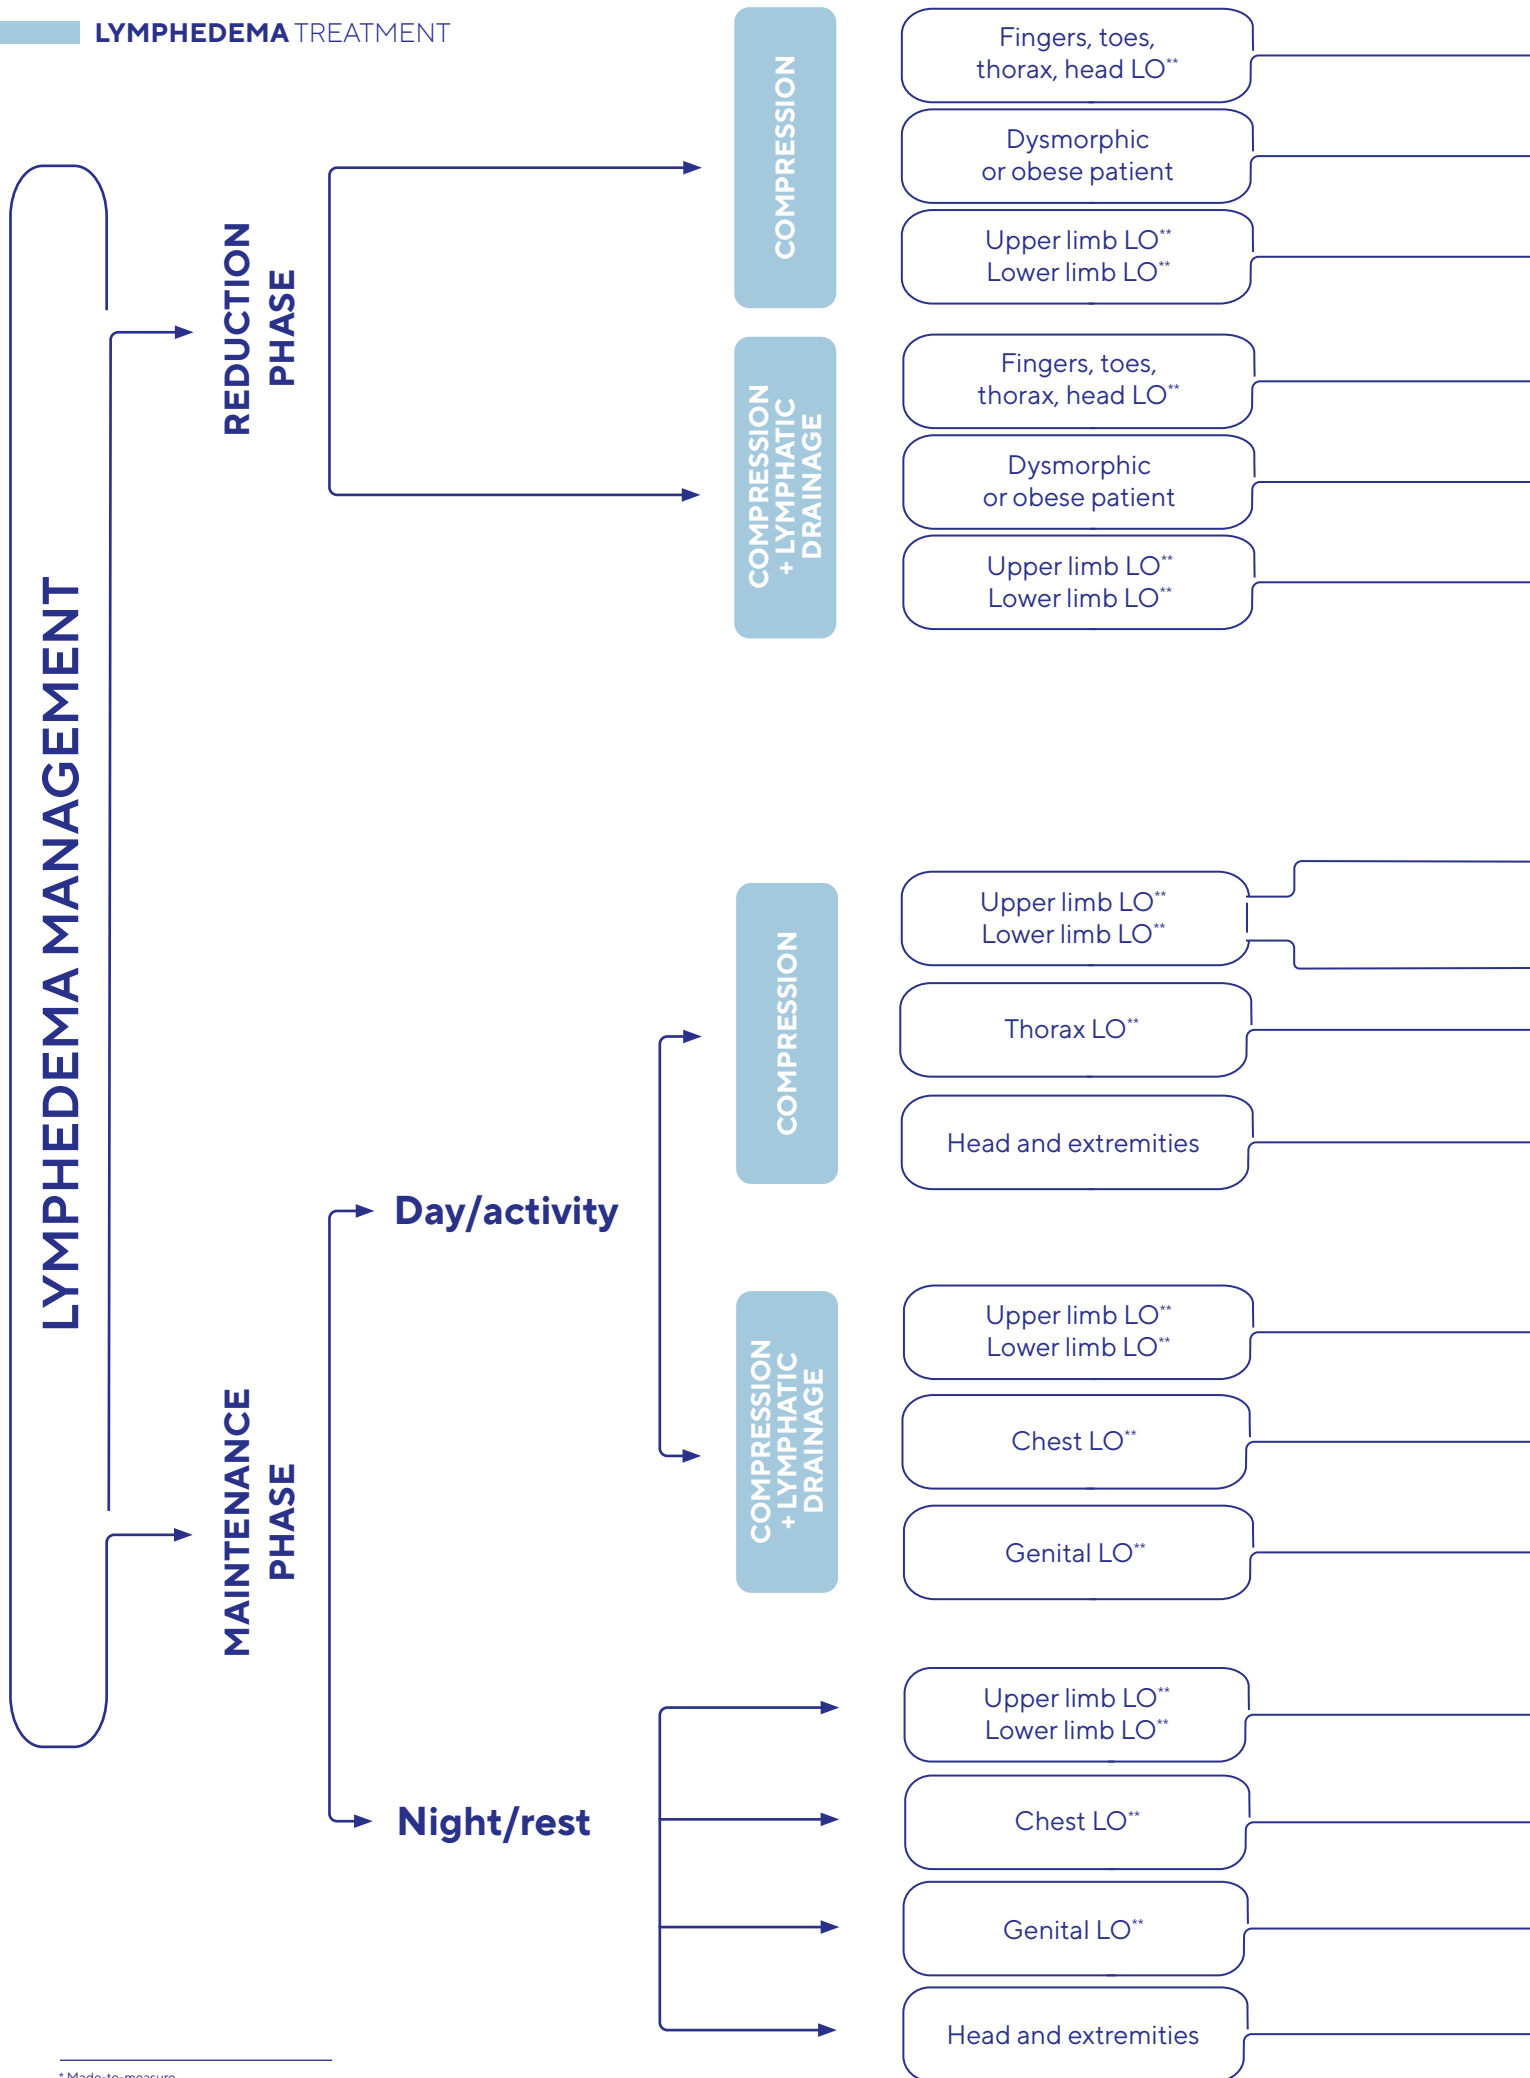 LYMPHEDEMA TREATMENT
LYMPHEDEMA MANAGEMENT
REDUCTION
PHASE
COMPRESSION
Fingers, toes,
thorax, head LO**
Dysmorphic
or obese patient
Upper limb LO**
Lower limb LO**
COMPRESSION
+ LYMPHATIC
DRAINAGE
Fingers, toes,
thorax, head LO**
Dysmorphic
or obese patient
Upper limb LO**
Lower limb LO**
MAINTENANCE
PHASE
Day/activity
COMPRESSION
Upper limb LO**
Lower limb LO**
Thorax LO**
Head and extremities
COMPRESSION
+ LYMPHATIC
DRAINAGE
Upper limb LO**
Lower limb LO**
Chest LO**
Genital LO**
Night/rest
Upper limb LO**
Lower limb LO**
Chest LO**
Genital LO**
Head and extremities
* Made-to-measure